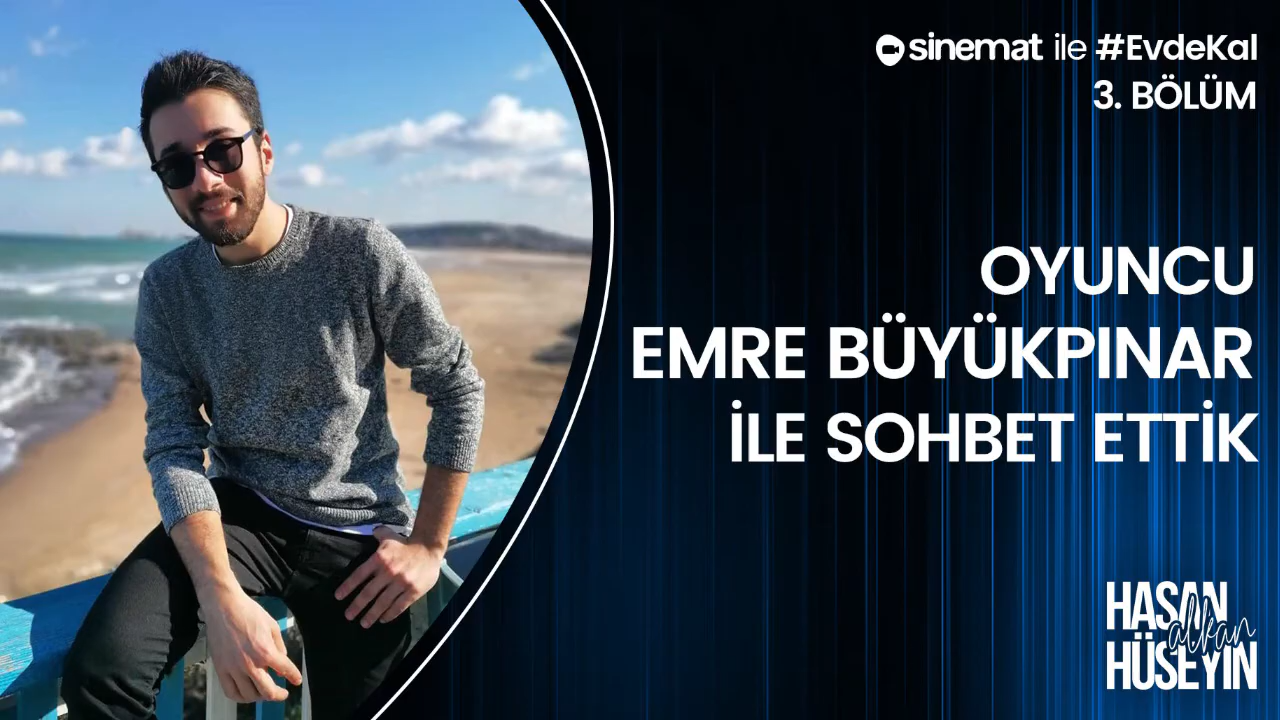 sinemat ile #EvdeKal
3. BÖLÜM
OYUNCU
EMRE BÜYÜKPINAR
İLE SOHBET ETTİK
HASAN
alkan
HÜSEYİN